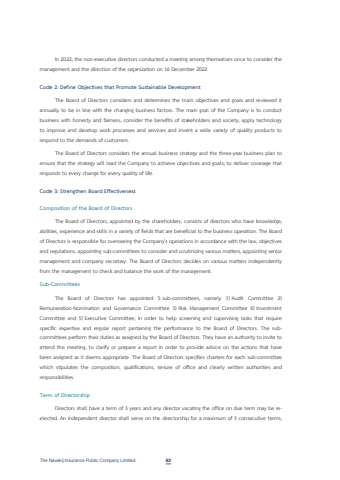 In 2022, the non-executive directors conducted a meeting among themselves once to consider the
management and the direction of the organization on 16 December 2022.
Code 2: Define Objectives that Promote Sustainable Development
The Board of Directors considers and determines the main objectives and goals and reviewed it
annually to be in line with the changing business factors. The main goal of the Company is to conduct
business with honesty and fairness, consider the benefits of stakeholders and society, apply technology
to improve and develop work processes and services and invent a wide variety of quality products to
respond to the demands of customers.
The Board of Directors considers the annual business strategy and the three-year business plan to
ensure that the strategy will lead the Company to achieve objectives and goals; to deliver coverage that
responds to every change for every quality of life.
Code 3: Strengthen Board Effectiveness
Composition of the Board of Directors
The Board of Directors, appointed by the shareholders, consists of directors who have knowledge,
abilities, experience and skills in a variety of fields that are beneficial to the business operation. The Board
of Directors is responsible for overseeing the Company's operations in accordance with the law, objectives
and regulations, appointing sub-committees to consider and scrutinising various matters, appointing senior
management and company secretary. The Board of Directors decides on various matters independently
from the management to check and balance the work of the management.
Sub-Committees
The Board of Directors has appointed 5 sub-committees, namely 1) Audit Committee 2)
Remuneration-Nomination and Governance Committee 3) Risk Management Committee 4) Investment
Committee and 5) Executive Committee, in order to help screening and supervising tasks that require
specific expertise and regular report pertaining the performance to the Board of Directors. The sub-
committees perform their duties as assigned by the Board of Directors. They have an authority to invite to
attend the meeting, to clarify or prepare a report in order to provide advice on the actions that have
been assigned as it deems appropriate. The Board of Directors specifies charters for each sub-committee
which stipulates the composition, qualifications, tenure of office and clearly written authorities and
responsibilities.
Term of Directorship
Directors shall have a term of 3 years and any director vacating the office on due term may be re-
elected. An independent director shall serve on the directorship for a maximum of 3 consecutive terms,
The Navakij Insurance Public Company Limited 63